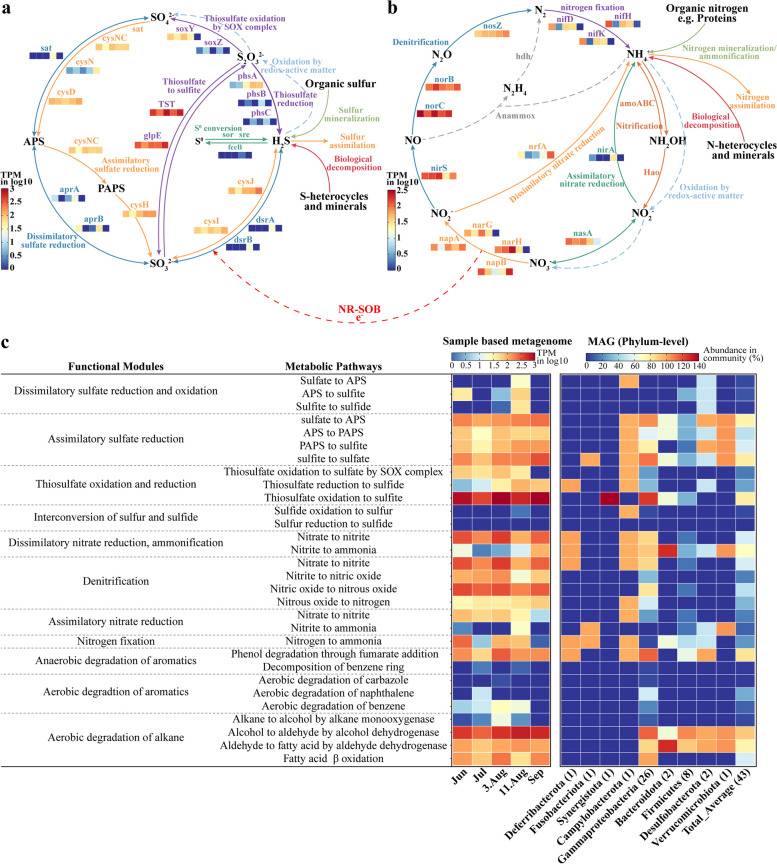 a
SO₄²⁻
Thiosulfate oxidation
by SOX complex
sat
soxY
sat
cysNC
soxZ
S₂O₃²⁻
cysN
Thiosulfate
to sulfite
phsA
Oxidation by
redox-active matter
cysD
phsB
Thiosulfate
reduction
Organic sulfur
TST
phsC
Sulfur
mineralization
glpE
S⁰ conversion
sor sre
APS
cysNC
S⁰
H₂S
Sulfur
assimilation
fccB
Assimilatory
sulfate reduction
Biological
decomposition
TPM
in log10
3
2.5
2
1.5
1
0.5
0
aprA
PAPS
cysJ
S-heterocycles
and minerals
cysH
aprB
cysI
dsrA
Dissimilatory
sulfate reduction
dsrB
SO₃²⁻
NR-SOB
e⁻
b
N₂
nitrogen fixation
Organic nitrogen
e.g. Proteins
nosZ
nifD
nifH
nifK
Denitrification
N₂O
NH₄⁺
Nitrogen mineralization/
ammonification
hdh
norB
N₂H₄
Nitrogen
assimilation
norC
amoABC
Anammox
Biological
decomposition
NO
Nitrification
NH₂OH
N-heterocycles
and minerals
nrfA
nirA
Dissimilatory nitrate reduction
nirS
Assimilatory
nitrate reduction
Hao
Oxidation by
redox-active matter
TPM
in log10
2.5
2
1.5
1
0.5
0
NO₂⁻
NO₂⁻
narG
nasA
napA
narH
napB
NO₃⁻
c
Sample based metagenome
TPM
in log10
0 0.5 1 1.5 2 2.5 3
MAG (Phylum-level)
Abundance in
community (%)
0 20 40 60 80 100 140
Functional Modules
Metabolic Pathways
Dissimilatory sulfate reduction and oxidation
Sulfate to APS
APS to sulfite
Sulfite to sulfide
Assimilatory sulfate reduction
sulfate to APS
APS to PAPS
PAPS to sulfite
sulfite to sulfate
Thiosulfate oxidation and reduction
Thiosulfate oxidation to sulfate by SOX complex
Thiosulfate reduction to sulfide
Thiosulfate oxidation to sulfite
Interconversion of sulfur and sulfide
Sulfide oxidation to sulfur
Sulfur reduction to sulfide
Dissimilatory nitrate reduction, ammonification
Nitrate to nitrite
Nitrite to ammonia
Denitrification
Nitrate to nitrite
Nitrite to nitric oxide
Nitric oxide to nitrous oxide
Nitrous oxide to nitrogen
Assimilatory nitrate reduction
Nitrate to nitrite
Nitrite to ammonia
Nitrogen fixation
Nitrogen to ammonia
Anaerobic degradation of aromatics
Phenol degradation through fumarate addition
Decomposition of benzene ring
Aerobic degradtion of aromatics
Aerobic degradation of carbazole
Aerobic degradation of naphthalene
Aerobic degradation of benzene
Aerobic degradation of alkane
Alkane to alcohol by alkane monooxygenase
Alcohol to aldehyde by alcohol dehydrogenase
Aldehyde to fatty acid by aldehyde dehydrogenase
Fatty acid β oxidation
Jun
Jul
3.Aug
11.Aug
Sep
Deferribacterota (1)
Fusobacteriota (1)
Synergistota (1)
Campylobacterota (1)
Gammaproteobacteria (26)
Bacteroidota (2)
Firmicutes (8)
Desulfobacterota (2)
Verrucomicrobiota (1)
Total_Average (43)